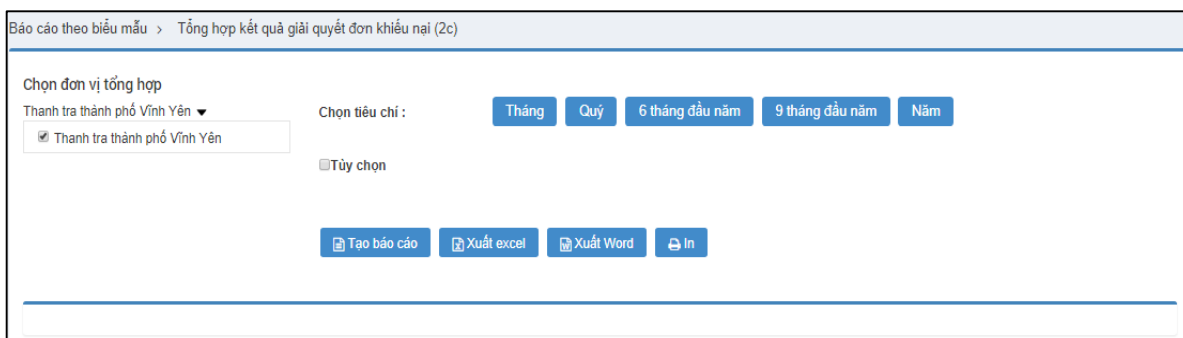 Báo cáo theo biểu mẫu > Tổng hợp kết quả giải quyết đơn khiếu nại (2c)
Chọn đơn vị tổng hợp
Thanh tra thành phố Vĩnh Yên
Thanh tra thành phố Vĩnh Yên
Chọn tiêu chí : Tháng Quý 6 tháng đầu năm 9 tháng đầu năm Năm
Tùy chọn
Tạo báo cáo Xuất excel Xuất Word In